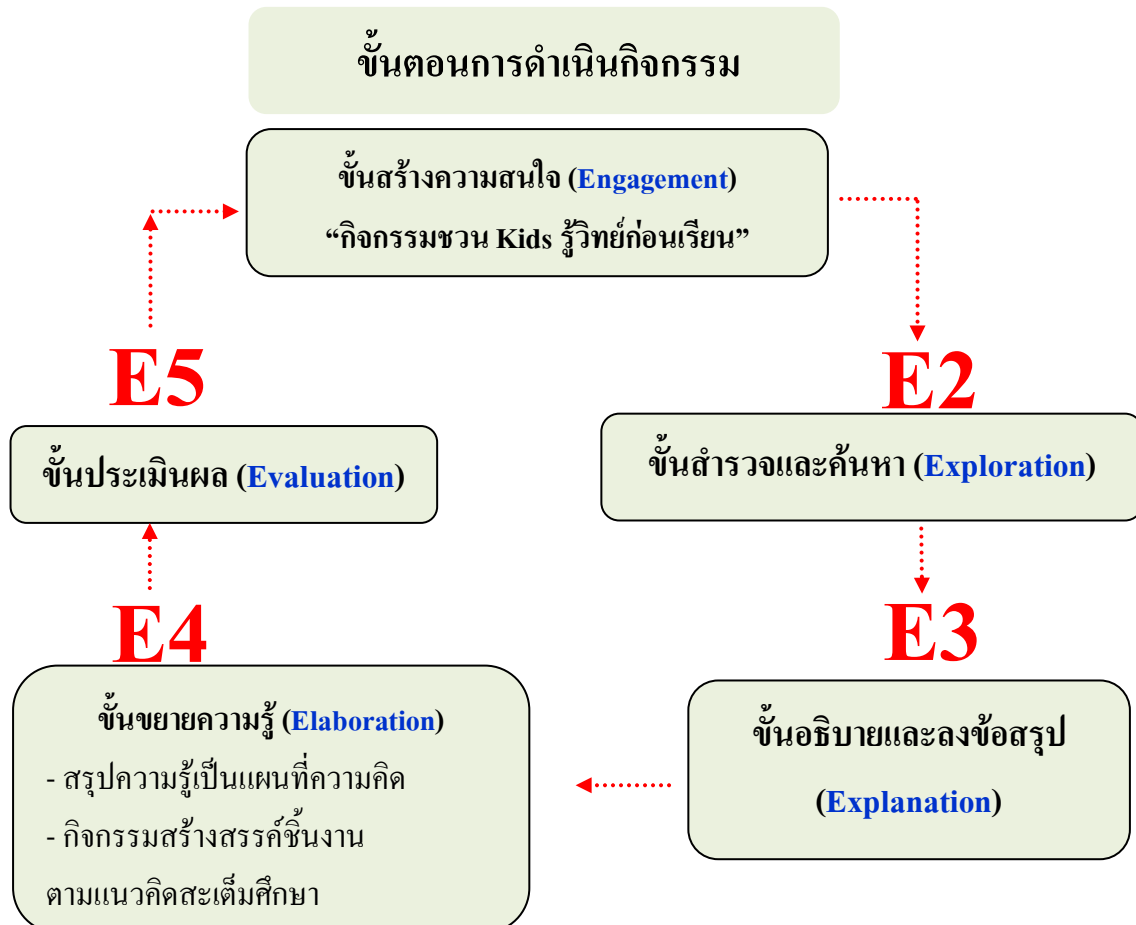 ขั้นตอนการดำเนินกิจกรรม
ขั้นสร้างความสนใจ (Engagement)
“กิจกรรมชวน Kids รู้วิทย์ก่อนเรียน”
E2
ขั้นสำรวจและค้นหา (Exploration)
E3
ขั้นอธิบายและลงข้อสรุป
(Explanation)
E4
ขั้นขยายความรู้ (Elaboration)
- สรุปความรู้เป็นแผนที่ความคิด
- กิจกรรมสร้างสรรค์ชิ้นงาน
ตามแนวคิดสะเต็มศึกษา
E5
ขั้นประเมินผล (Evaluation)